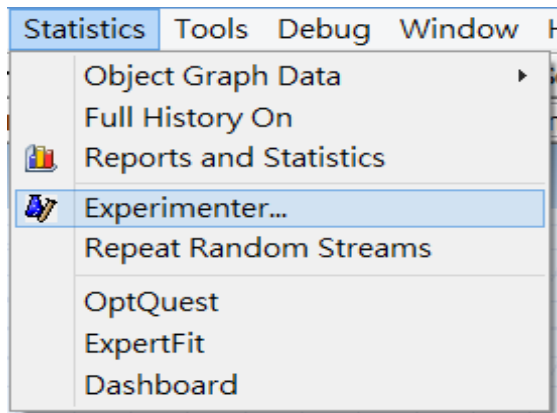 Statistics Tools Debug Window
Object Graph Data
Full History On
Reports and Statistics
Experimenter...
Repeat Random Streams
OptQuest
ExpertFit
Dashboard